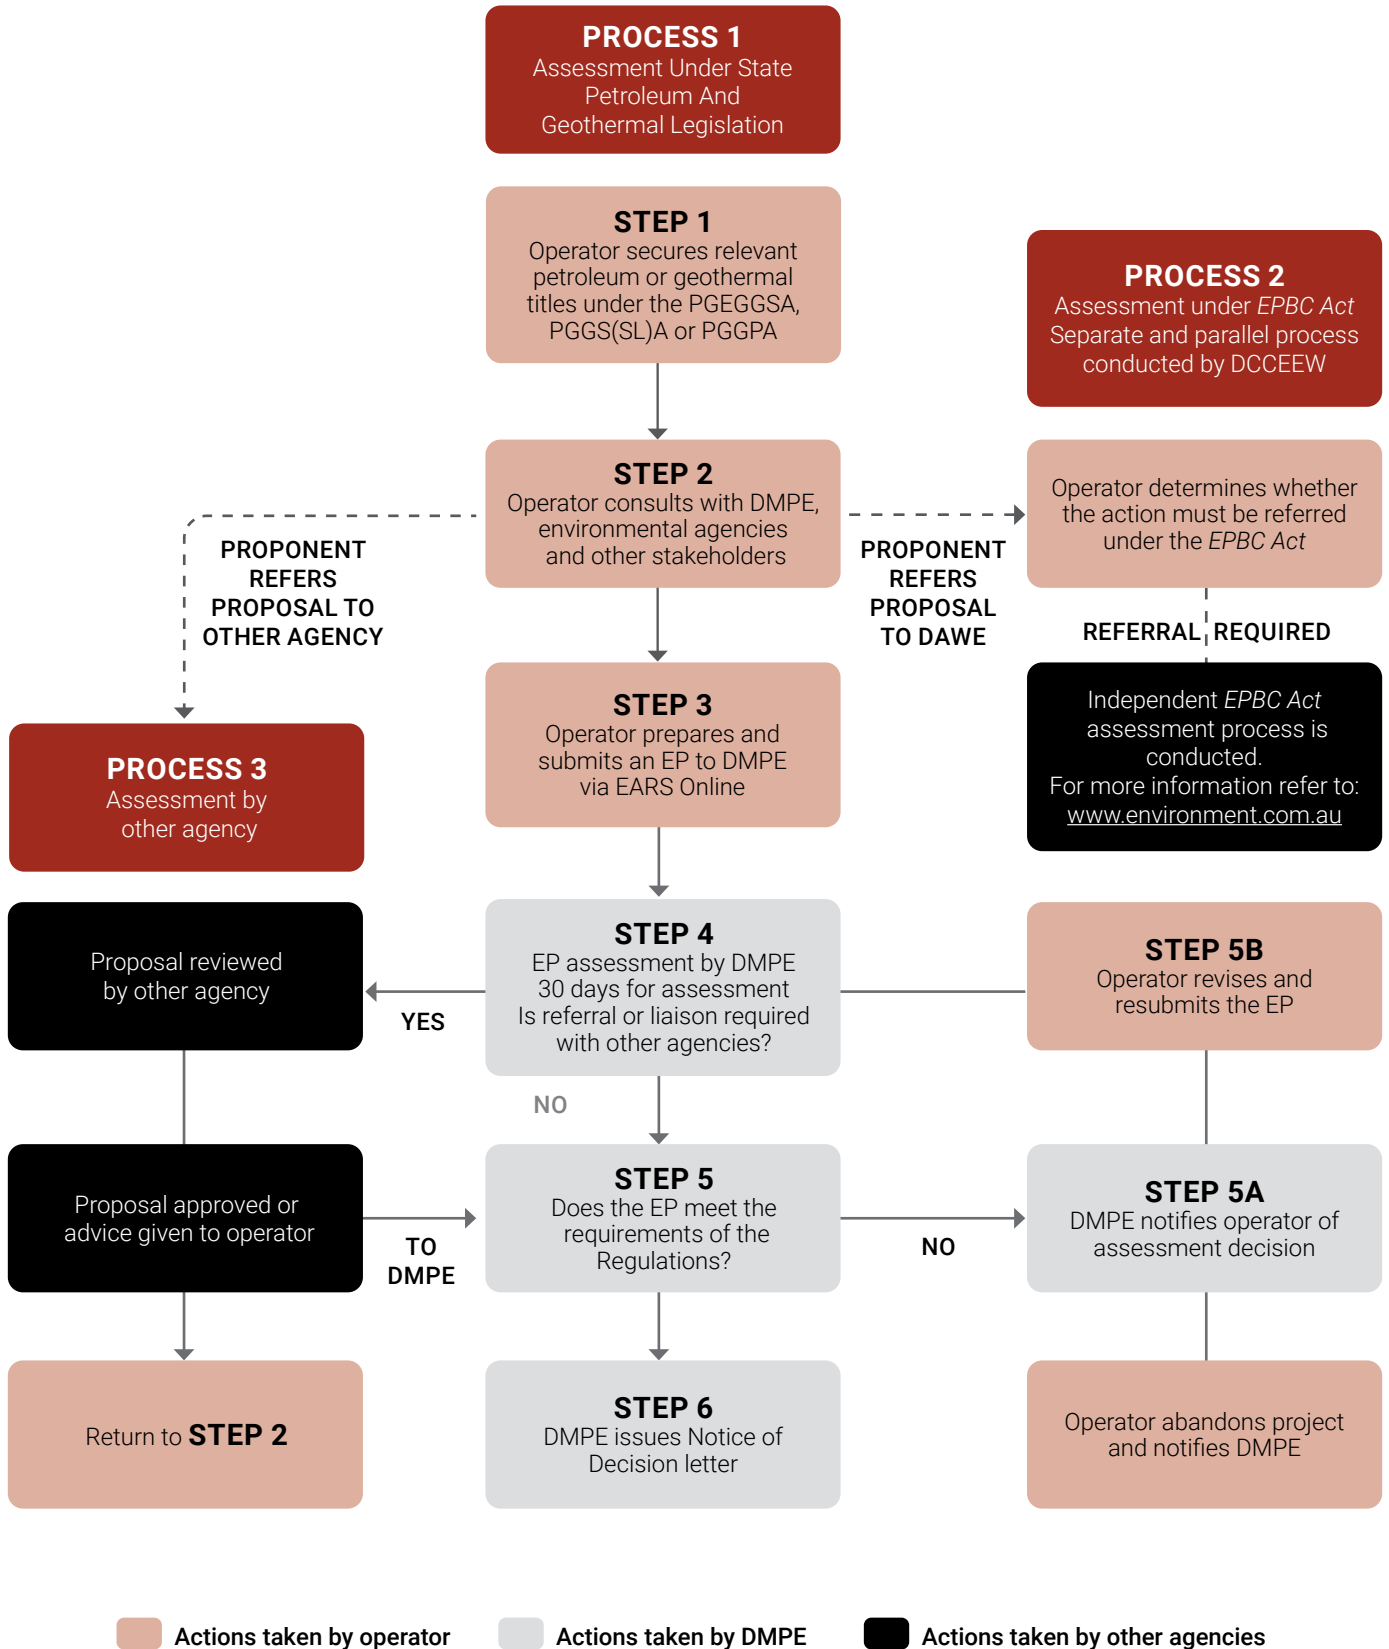 PROCESS 1
Assessment Under State
Petroleum And
Geothermal Legislation
STEP 1
Operator secures relevant
petroleum or geothermal
titles under the PGEGGSA,
PGGS(SL)A or PGGPA
PROCESS 2
Assessment under EPBC Act
Separate and parallel process
conducted by DCCEEW
STEP 2
Operator consults with DMPE,
environmental agencies
and other stakeholders
PROPONENT
REFERS
PROPOSAL TO
OTHER AGENCY
PROPONENT
REFERS
PROPOSAL
TO DAWE
Operator determines whether
the action must be referred
under the EPBC Act
REFERRAL REQUIRED
STEP 3
Operator prepares and
submits an EP to DMPE
via EARS Online
Independent EPBC Act
assessment process is
conducted.
For more information refer to:
www.environment.com.au
PROCESS 3
Assessment by
other agency
Proposal reviewed
by other agency
YES
STEP 4
EP assessment by DMPE
30 days for assessment
Is referral or liaison required
with other agencies?
STEP 5B
Operator revises and
resubmits the EP
NO
Proposal approved or
advice given to operator
TO
DMPE
STEP 5
Does the EP meet the
requirements of the
Regulations?
NO
STEP 5A
DMPE notifies operator of
assessment decision
Return to STEP 2
STEP 6
DMPE issues Notice of
Decision letter
Operator abandons project
and notifies DMPE
Actions taken by operator
Actions taken by DMPE
Actions taken by other agencies